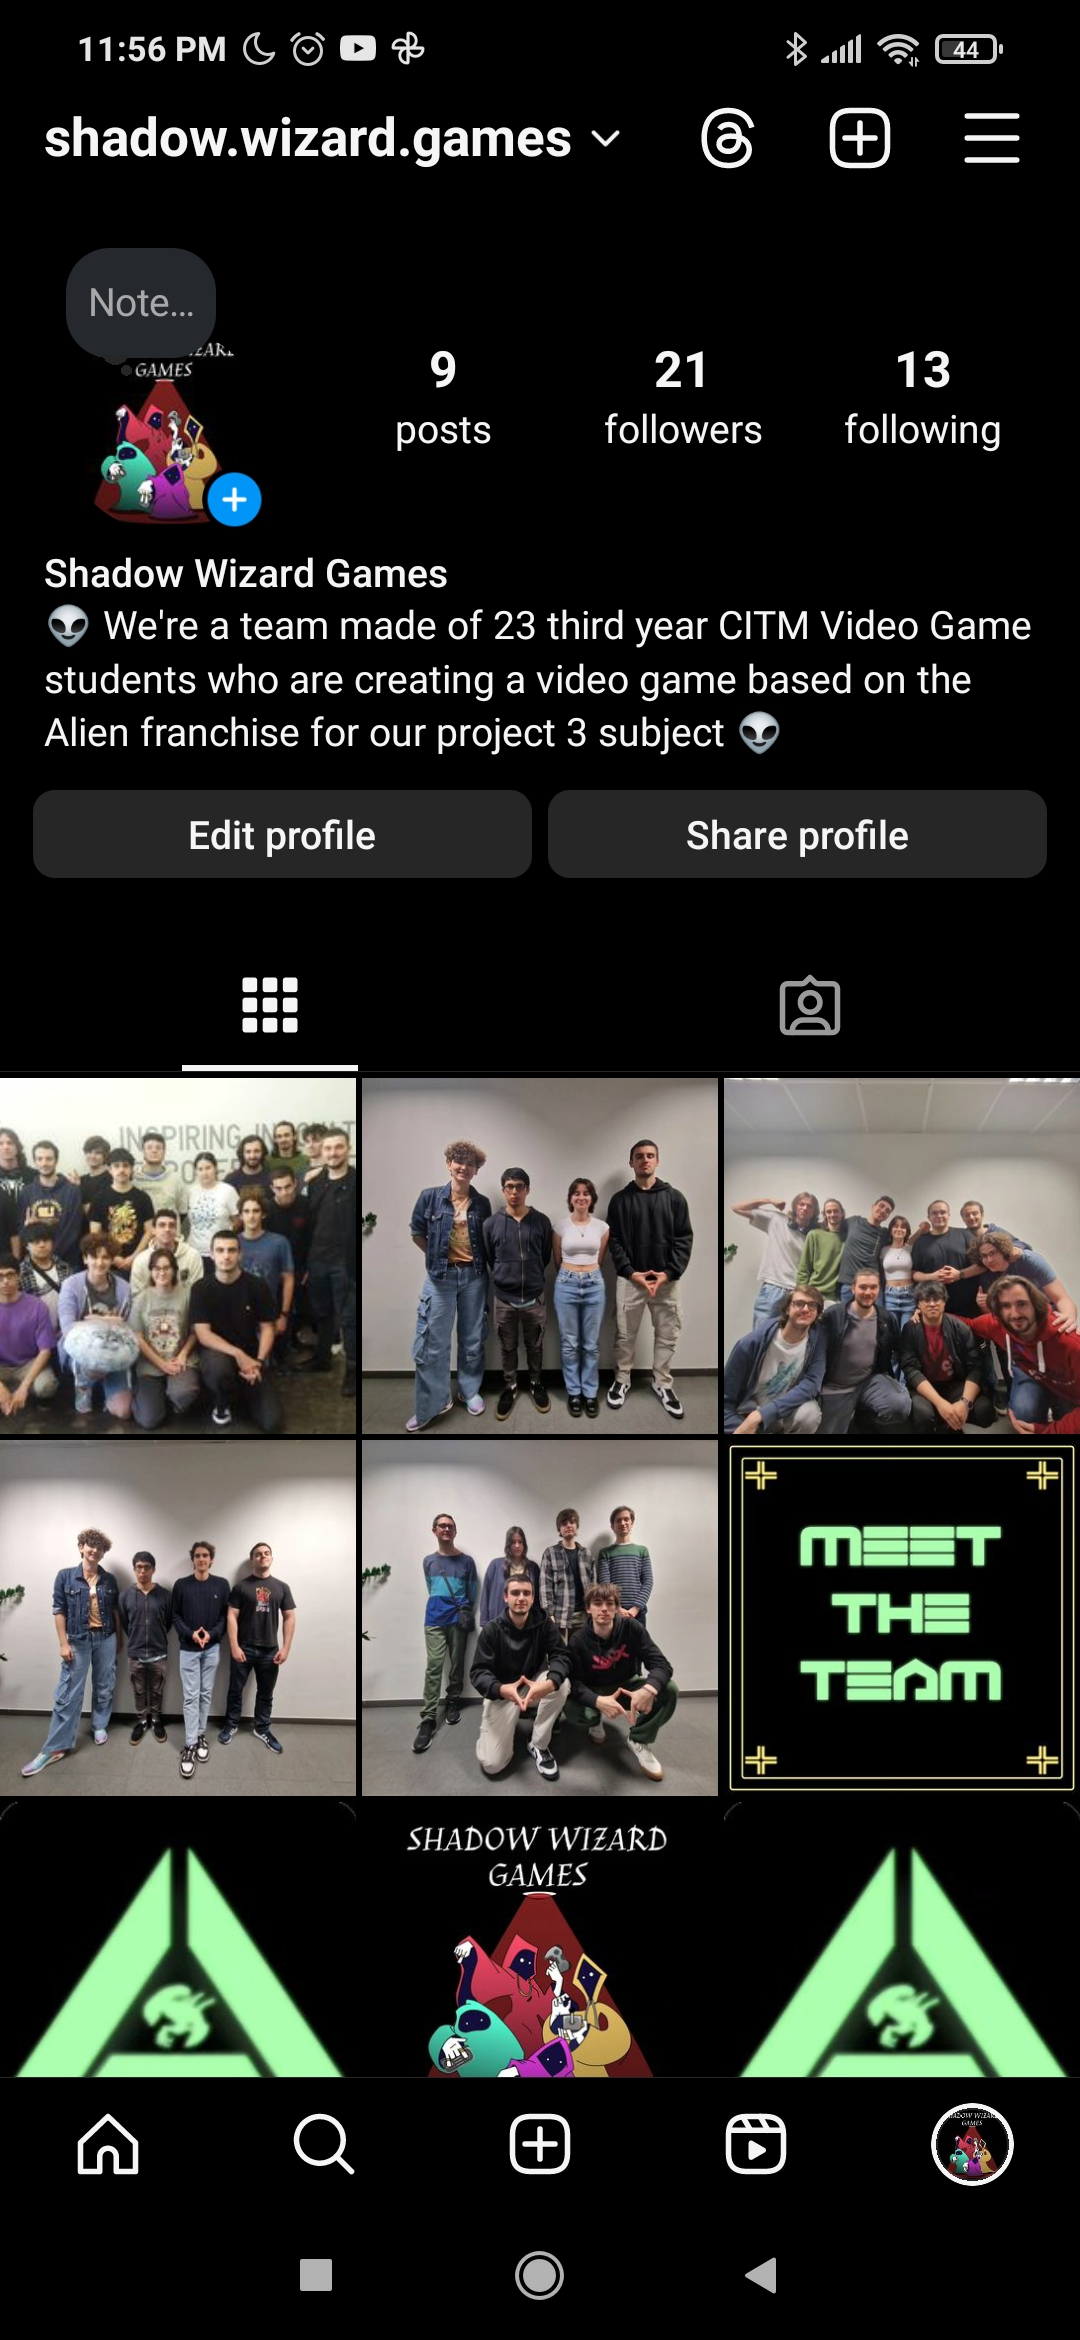 11:56 PM
44
shadow.wizard.games
Note...
GAMES
9
21
13
posts
followers
following
Shadow Wizard Games
👽 We're a team made of 23 third year CITM Video Game
students who are creating a video game based on the
Alien franchise for our project 3 subject 👽
Edit profile
Share profile
INSPIRING
MEET
THE
TEAM
SHADOW WIZARD
GAMES